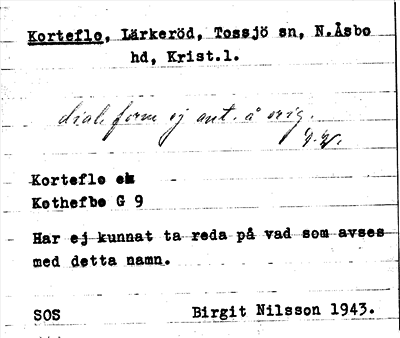 Korteflo, Lärkeröd, Tossjö sn, N.Åsbo
hd, Krist.l.
dial. form ej ant. å orig.
Korteflo ek
Kothefbo G 9
Har ej kunnat ta reda på vad som avses
med detta namn.
SOS Birgit Nilsson 1943.